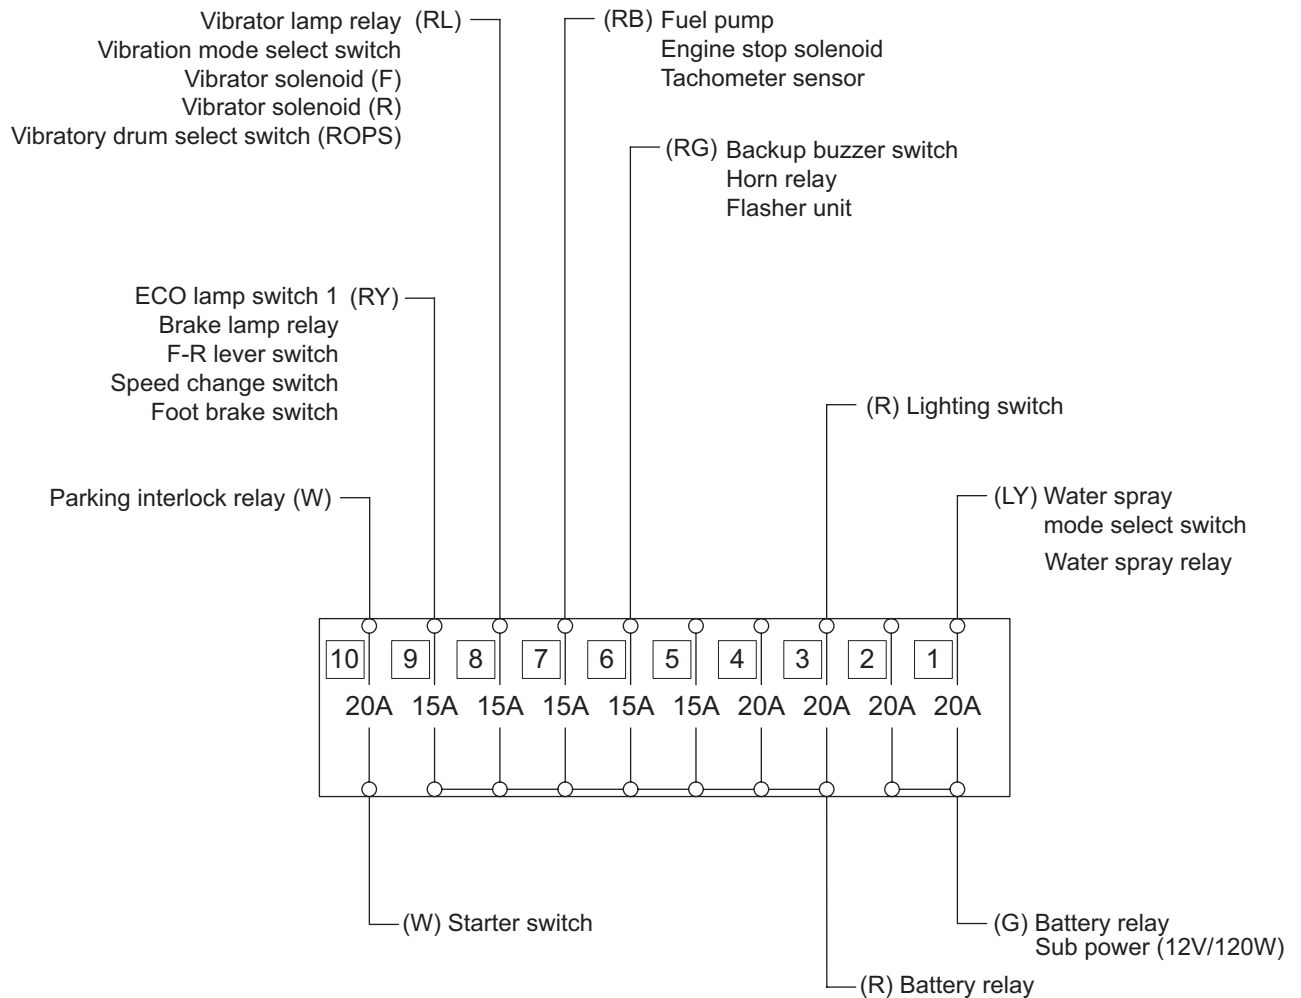 Vibrator lamp relay (RL)
Vibration mode select switch
Vibrator solenoid (F)
Vibrator solenoid (R)
Vibratory drum select switch (ROPS)
(RB) Fuel pump
Engine stop solenoid
Tachometer sensor
(RG) Backup buzzer switch
Horn relay
Flasher unit
ECO lamp switch 1 (RY)
Brake lamp relay
F-R lever switch
Speed change switch
Foot brake switch
(R) Lighting switch
Parking interlock relay (W)
(LY) Water spray
mode select switch
Water spray relay
10 9 8 7 6 5 4 3 2 1
20A 15A 15A 15A 15A 15A 20A 20A 20A 20A
(W) Starter switch
(G) Battery relay
Sub power (12V/120W)
(R) Battery relay